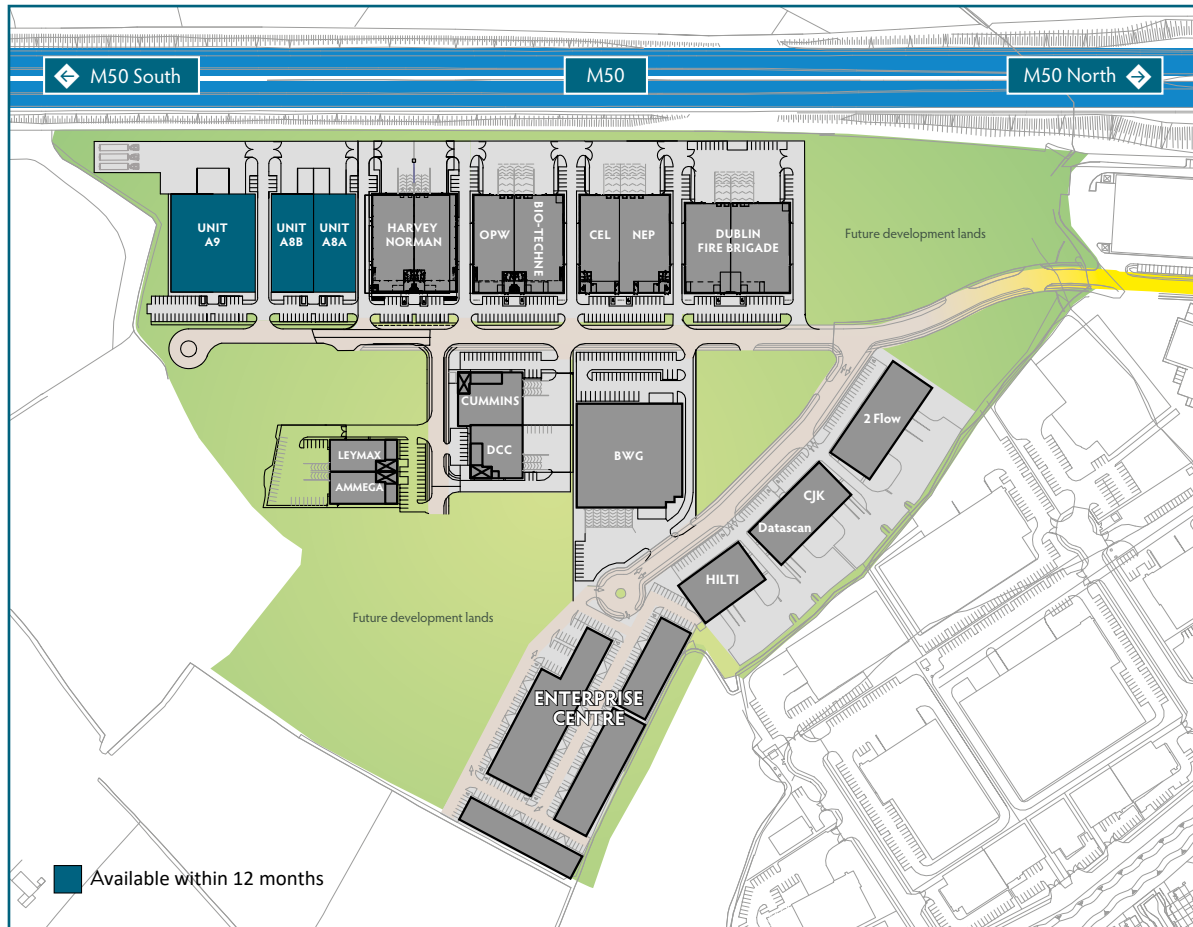 M50 South
M50
M50 North
UNIT
A9
UNIT
A8B
UNIT
A8A
HARVEY
NORMAN
OPW
BIO-TECHNE
CEL
NEP
DUBLIN
FIRE BRIGADE
Future development lands
CUMMINS
DCC
LEYMAX
AMMEGA
BWG
2 Flow
CJK
Datascan
HILTI
Future development lands
ENTERPRISE
CENTRE
Available within 12 months